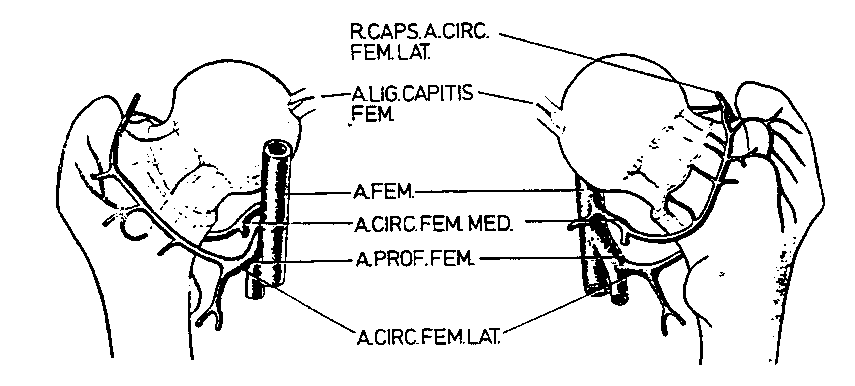 R.CAPS.A.CIRC.
FEM.LAT.
A.LIG.CAPITIS
FEM.
A.FEM.
A.CIRC.FEM.MED.
A.PROF.FEM.
A.CIRC.FEM.LAT.